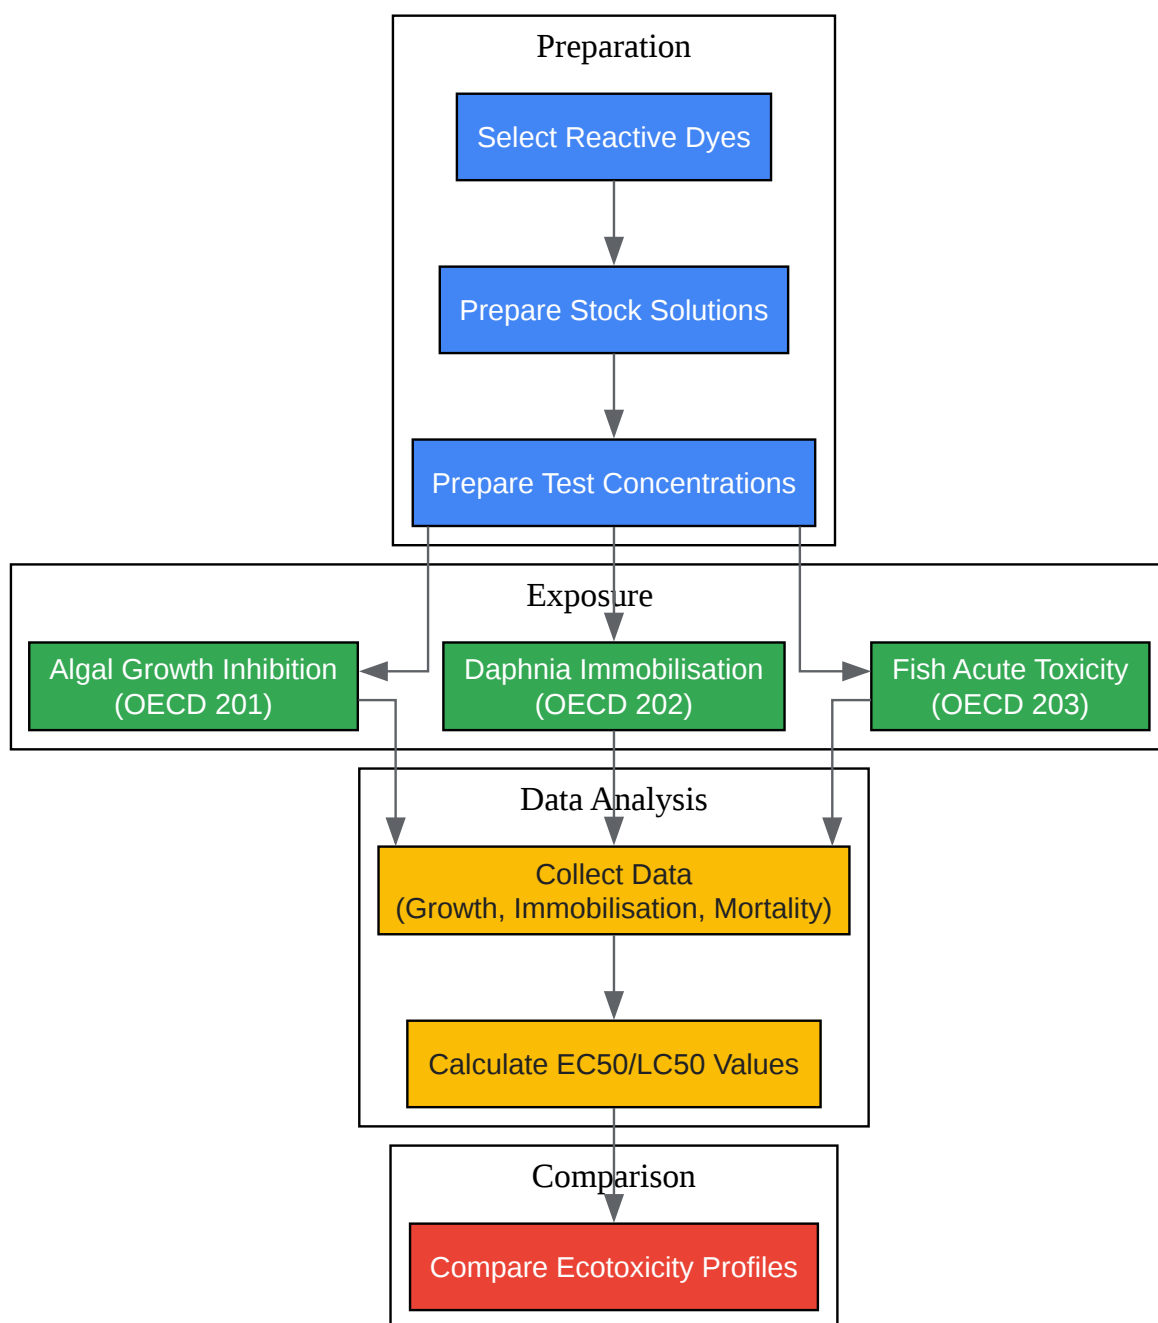 Preparation
Select Reactive Dyes
Prepare Stock Solutions
Prepare Test Concentrations
Exposure
Algal Growth Inhibition
(OECD 201)
Daphnia Immobilisation
(OECD 202)
Fish Acute Toxicity
(OECD 203)
Data Analysis
Collect Data
(Growth, Immobilisation, Mortality)
Calculate EC50/LC50 Values
Comparison
Compare Ecotoxicity Profiles